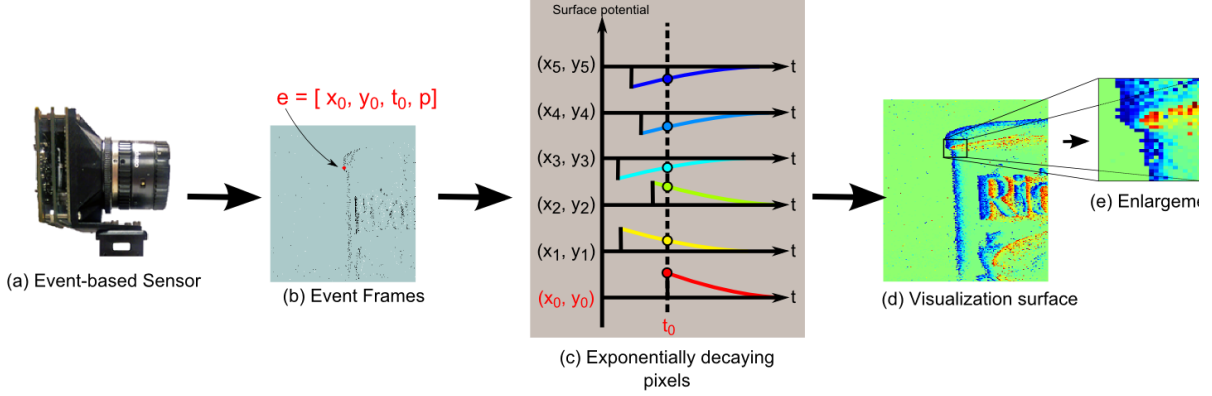 (a) Event-based Sensor
e = [ x0, y0, t0, p]
(b) Event Frames
Surface potential
(x5, y5)
t
(x4, y4)
t
(x3, y3)
t
(x2, y2)
t
(x1, y1)
t
(x0, y0)
t
t0
(c) Exponentially decaying
pixels
(d) Visualization surface
(e) Enlargeme